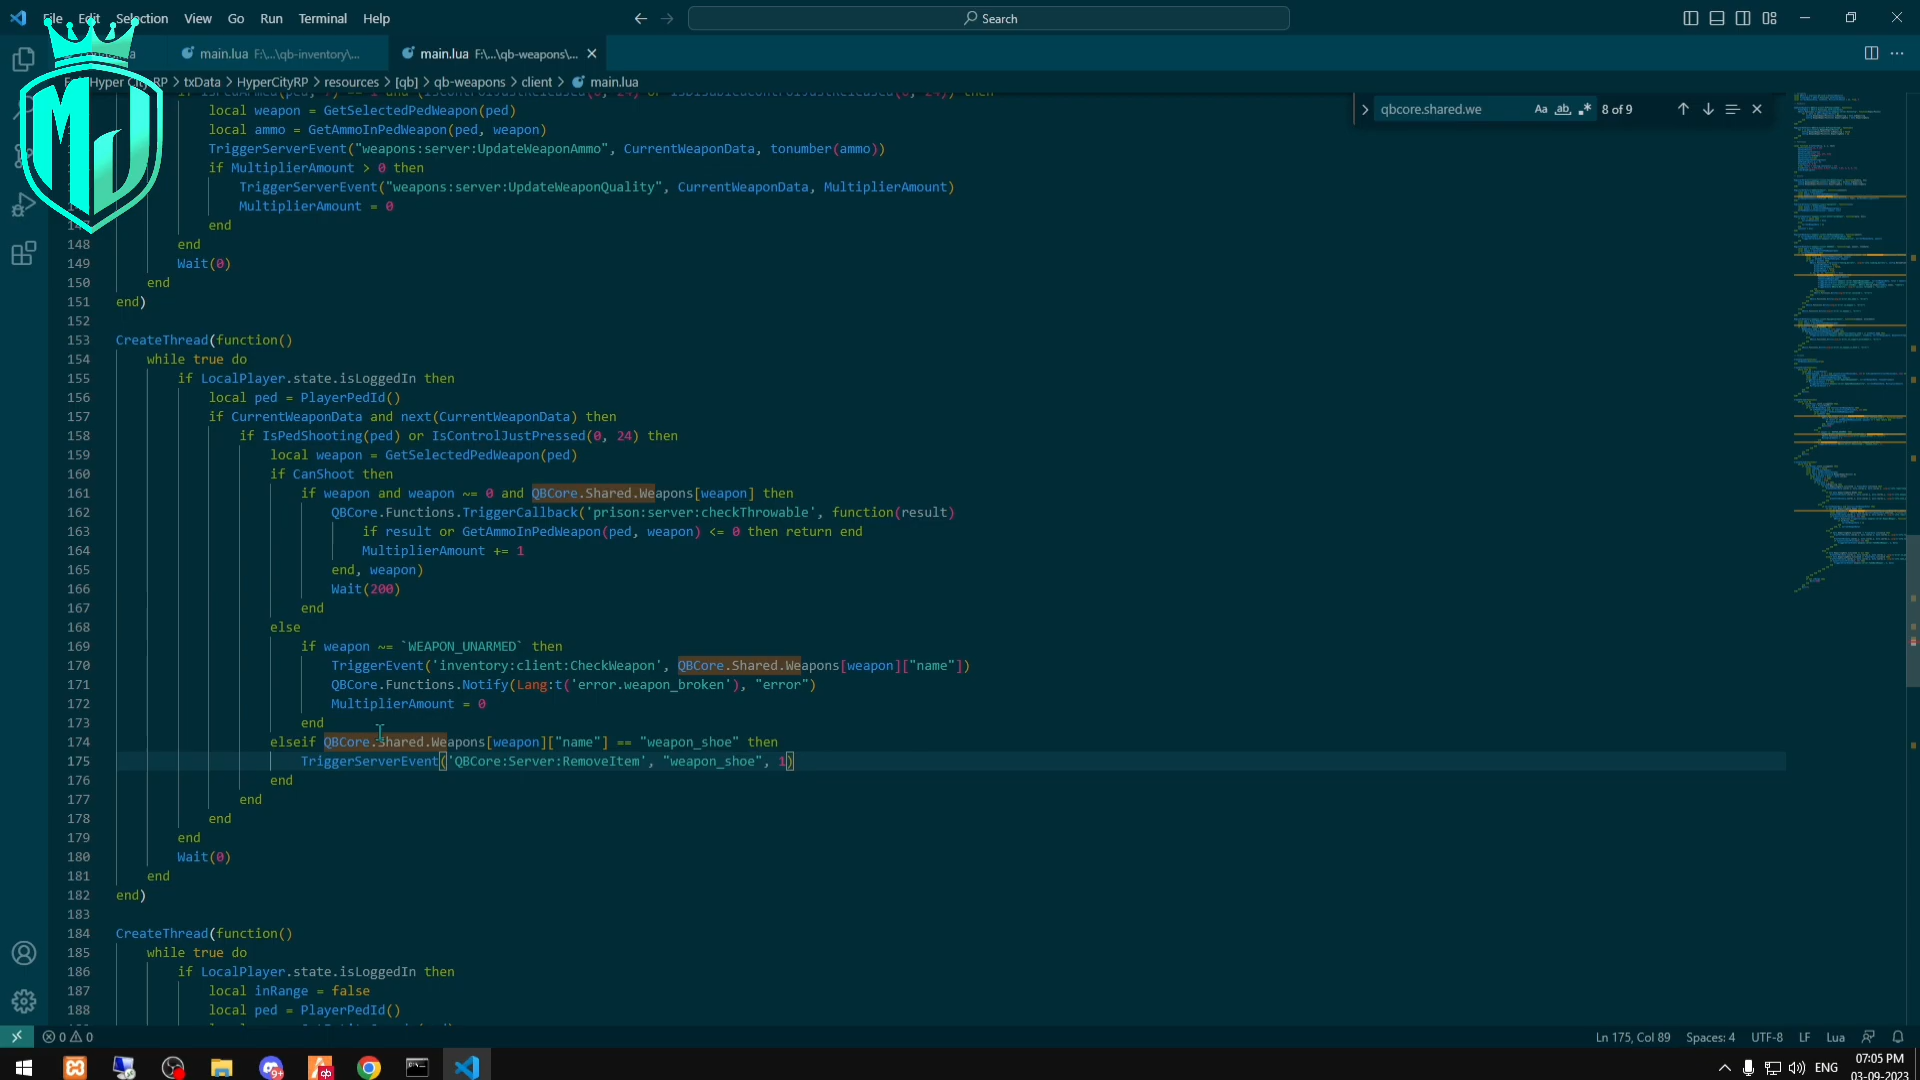 File Edit Selection View Go Run Terminal Help
Search
main.lua F:\...\qb-inventory\...
main.lua F:\...\qb-weapons\...
RP > txData > HyperCityRP > resources > [qb] > qb-weapons > client > main.lua
qbcore.shared.we
Aa ab 8 of 9
MJ
local weapon = GetSelectedPedWeapon(ped)
local ammo = GetAmmoInPedWeapon(ped, weapon)
TriggerServerEvent("weapons:server:UpdateWeaponAmmo", CurrentWeaponData, tonumber(ammo))
if MultiplierAmount > 0 then
TriggerServerEvent("weapons:server:UpdateWeaponQuality", CurrentWeaponData, MultiplierAmount)
MultiplierAmount = 0
end
148 end
149 Wait(0)
150 end
151 end)
152
153 CreateThread(function()
154 while true do
155 if LocalPlayer.state.isLoggedIn then
156 local ped = PlayerPedId()
157 if CurrentWeaponData and next(CurrentWeaponData) then
158 if IsPedShooting(ped) or IsControlJustPressed(0, 24) then
159 local weapon = GetSelectedPedWeapon(ped)
160 if CanShoot then
161 if weapon and weapon ~= 0 and QBCore.Shared.Weapons[weapon] then
162 QBCore.Functions.TriggerCallback('prison:server:checkThrowable', function(result)
163 if result or GetAmmoInPedWeapon(ped, weapon) <= 0 then return end
164 MultiplierAmount += 1
165 end, weapon)
166 Wait(200)
167 end
168 else
169 if weapon ~= `WEAPON_UNARMED` then
170 TriggerEvent('inventory:client:CheckWeapon', QBCore.Shared.Weapons[weapon]["name"])
171 QBCore.Functions.Notify(Lang:t('error.weapon_broken'), "error")
172 MultiplierAmount = 0
173 end
174 elseif QBCore.Shared.Weapons[weapon]["name"] == "weapon_shoe" then
175 TriggerServerEvent('QBCore:Server:RemoveItem', "weapon_shoe", 1)
176 end
177 end
178 end
179 end
180 Wait(0)
181 end
182 end)
183
184 CreateThread(function()
185 while true do
186 if LocalPlayer.state.isLoggedIn then
187 local inRange = false
188 local ped = PlayerPedId()
0 0
Ln 175, Col 89 Spaces: 4 UTF-8 LF Lua
ENG
07:05 PM
03-09-2023